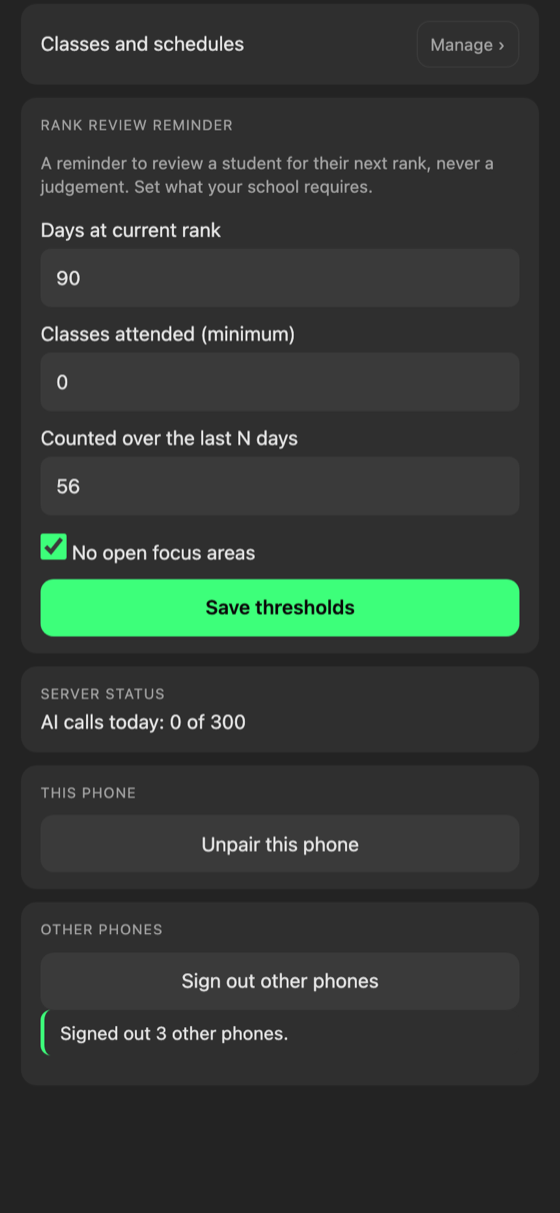 Classes and schedules
Manage ›
RANK REVIEW REMINDER
A reminder to review a student for their next rank, never a
judgement. Set what your school requires.
Days at current rank
90
Classes attended (minimum)
0
Counted over the last N days
56
No open focus areas
Save thresholds
SERVER STATUS
AI calls today: 0 of 300
THIS PHONE
Unpair this phone
OTHER PHONES
Sign out other phones
Signed out 3 other phones.